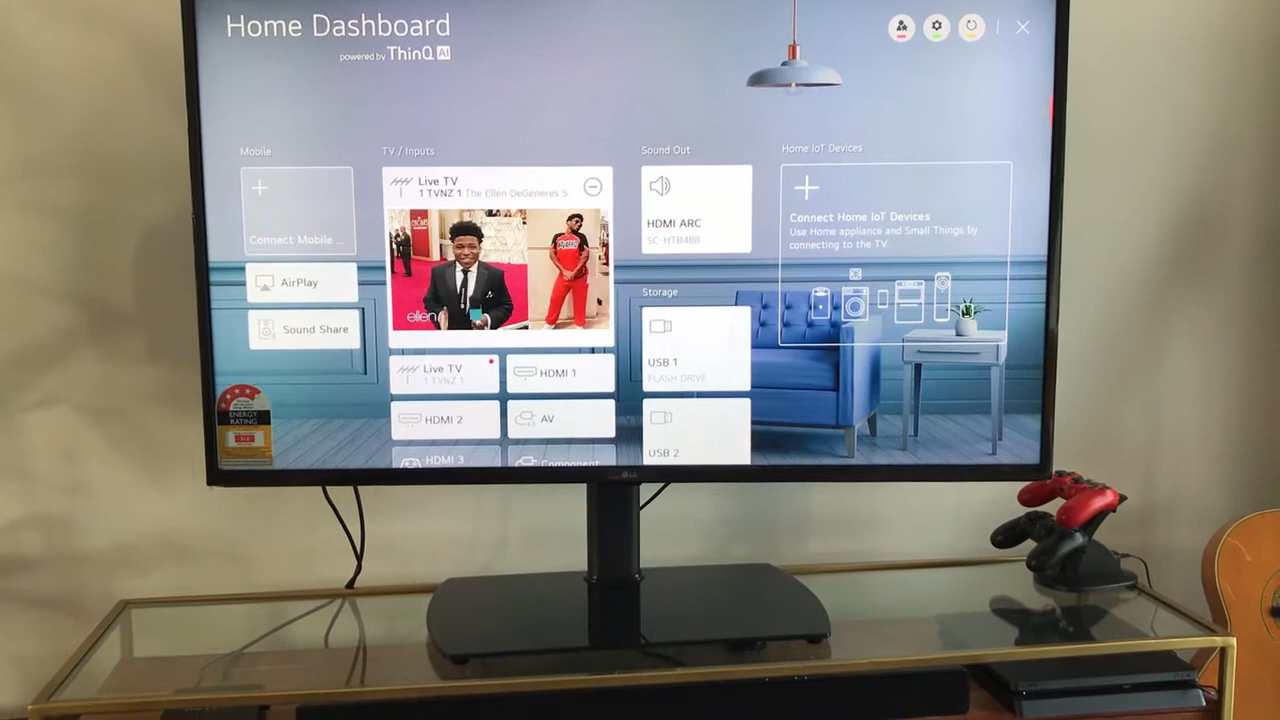 Home Dashboard
powered by ThinQ AI
Mobile
TV / Inputs
Sound Out
Home IoT Devices
Connect Mobile ...
AirPlay
Sound Share
Live TV
1 TVNZ 1 The Ellen DeGeneres S
ellen
Live TV
1 TVNZ 1
HDMI 1
HDMI 2
AV
HDMI 3
Component
HDMI ARC
SC-HTB488
Storage
USB 1
FLASH DRIVE
USB 2
Connect Home IoT Devices
Use Home appliance and Small Things by
connecting to the TV.
ENERGY
RATING
LG